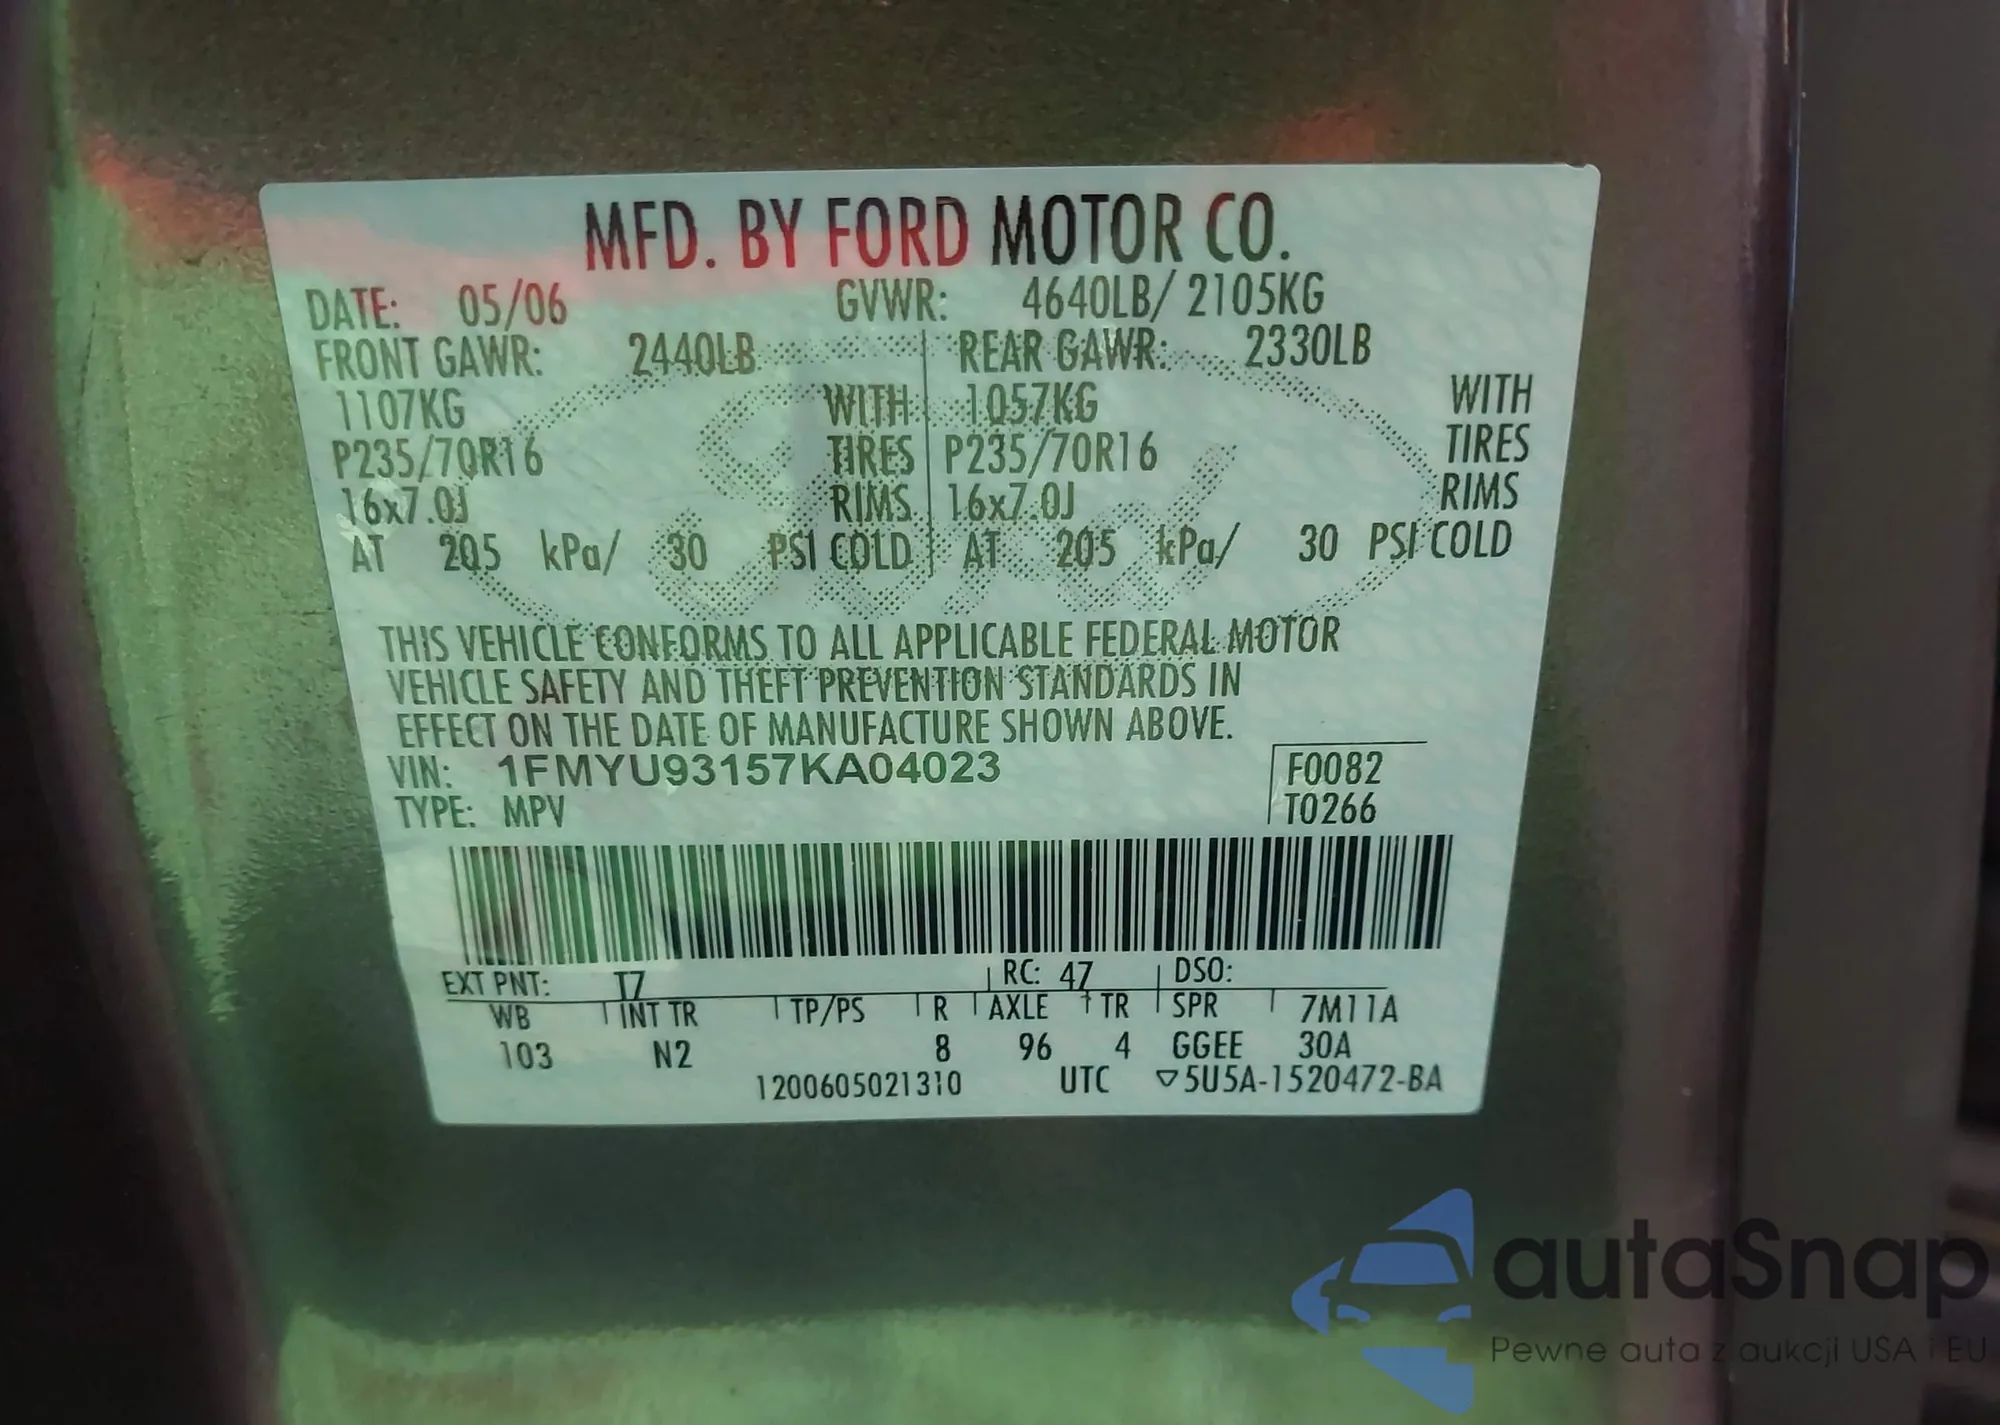 MFD. BY FORD MOTOR CO.
DATE: 05/06 GVWR: 4640LB/ 2105KG
FRONT GAWR: 2440LB REAR GAWR: 2330LB
1107KG WITH 1057KG WITH
P235/70R16 TIRES P235/70R16 TIRES
16x7.0J RIMS 16x7.0J RIMS
AT 205 kPa/ 30 PSI COLD AT 205 kPa/ 30 PSI COLD
Ford
THIS VEHICLE CONFORMS TO ALL APPLICABLE FEDERAL MOTOR
VEHICLE SAFETY AND THEFT PREVENTION STANDARDS IN
EFFECT ON THE DATE OF MANUFACTURE SHOWN ABOVE.
VIN: 1FMYU93157KA04023 F0082
TYPE: MPV T0266
EXT PNT: T7 RC: 47 DSO:
WB INT TR TP/PS R AXLE TR SPR 7M11A
103 N2 8 96 4 GGEE 30A
1200605021310 UTC ▽5U5A-1520472-BA
autaSnap
Pewne auta z aukcji USA i EU